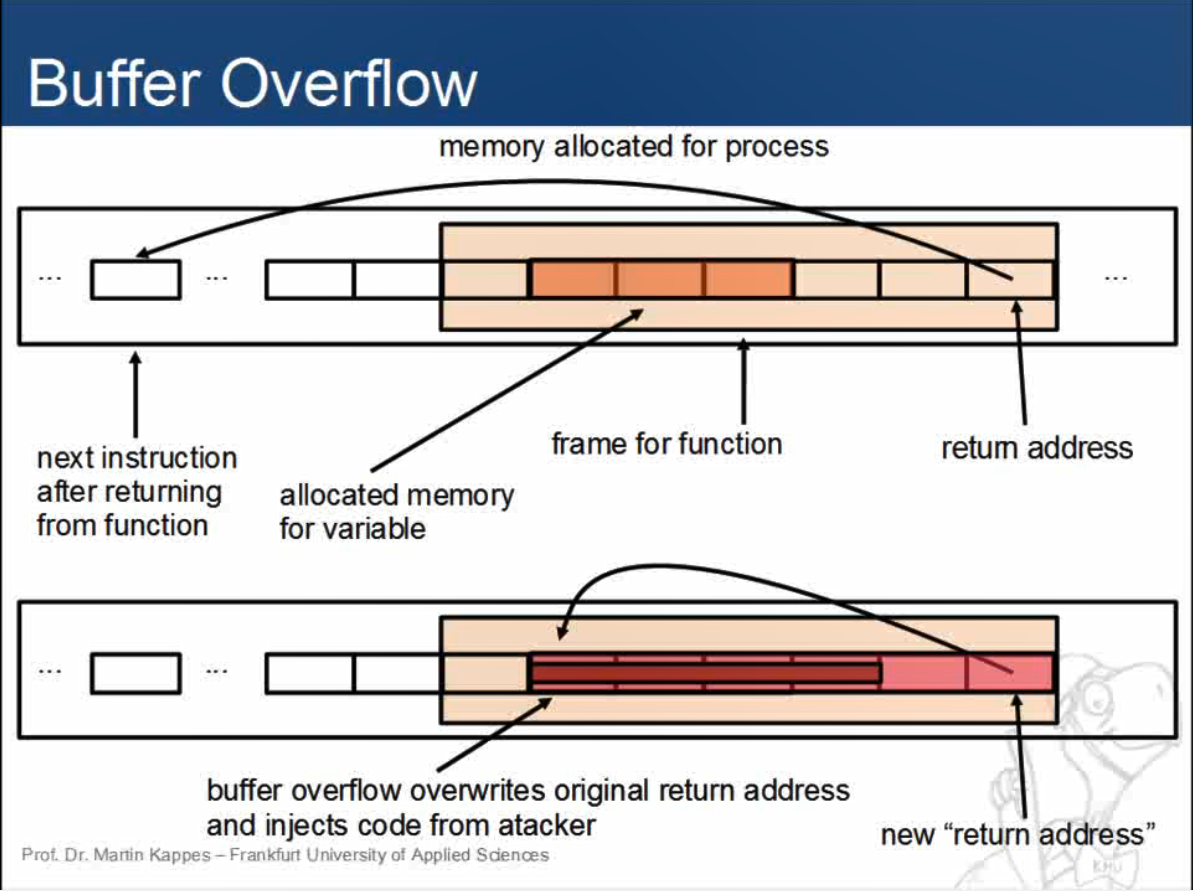 Buffer Overflow
memory allocated for process
... ... ...
next instruction
after returning
from function
allocated memory
for variable
frame for function
return address
... ...
buffer overflow overwrites original return address
and injects code from atacker
new “return address”
Prof. Dr. Martin Kappes – Frankfurt University of Applied Sciences
KMU